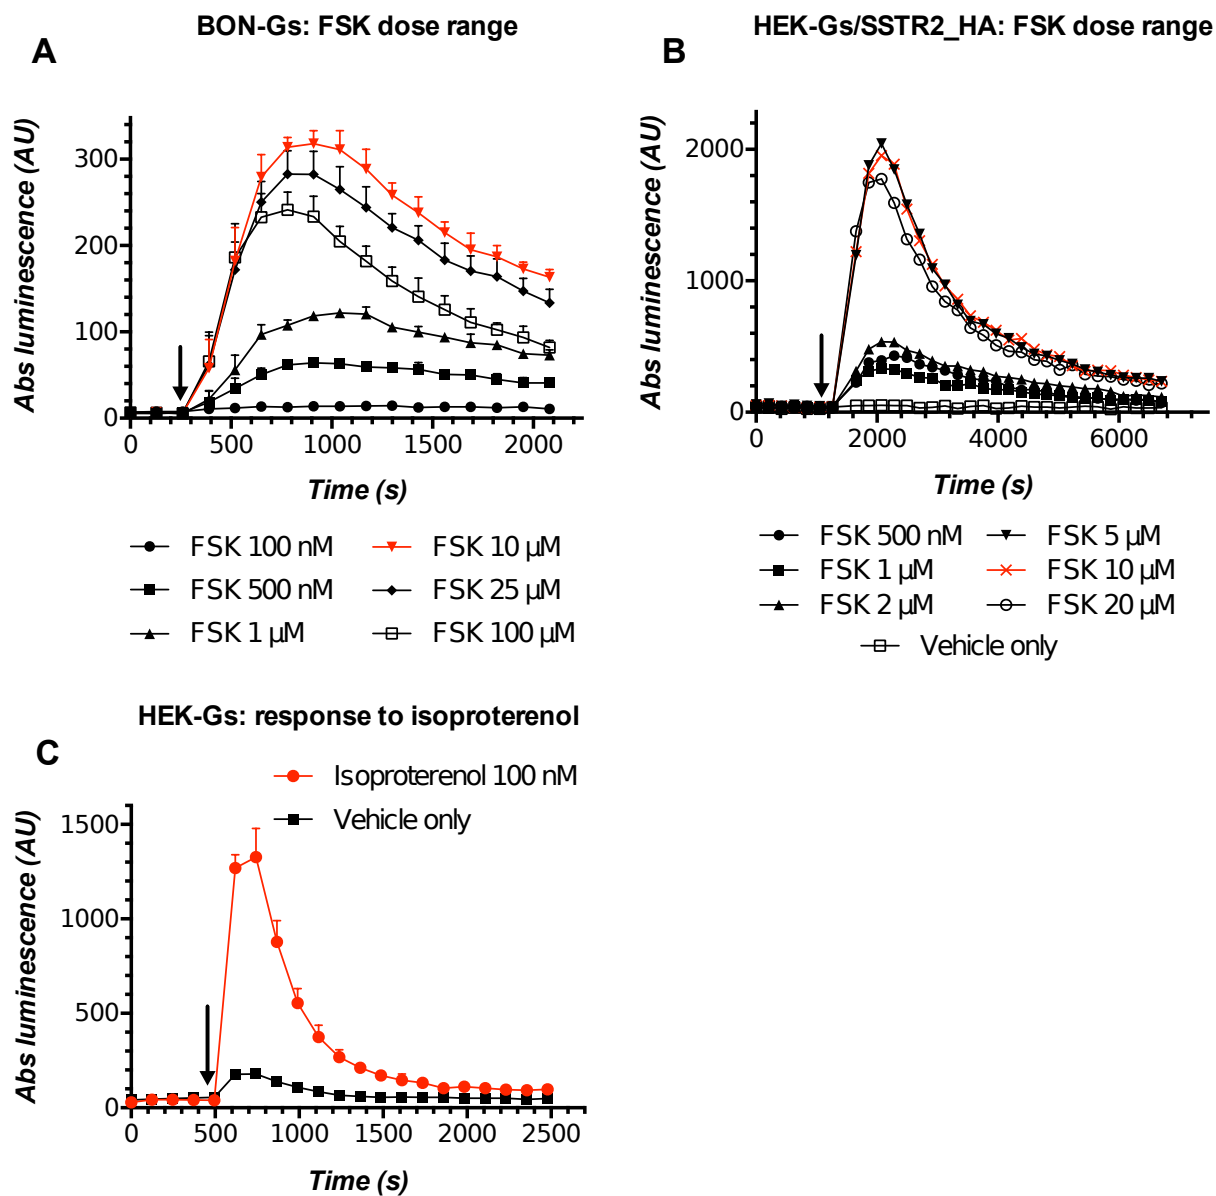 BON-Gs: FSK dose range
A
Abs luminescence (AU)
300
200
100
0
0 500 1000 1500 2000
Time (s)
FSK 100 nM
FSK 500 nM
FSK 1 µM
FSK 10 µM
FSK 25 µM
FSK 100 µM
HEK-Gs/SSTR2_HA: FSK dose range
B
Abs luminescence (AU)
2000
1000
0
0 2000 4000 6000
Time (s)
FSK 500 nM
FSK 1 µM
FSK 2 µM
FSK 5 µM
FSK 10 µM
FSK 20 µM
Vehicle only
HEK-Gs: response to isoproterenol
C
Isoproterenol 100 nM
Vehicle only
Abs luminescence (AU)
1500
1000
500
0
0 500 1000 1500 2000 2500
Time (s)